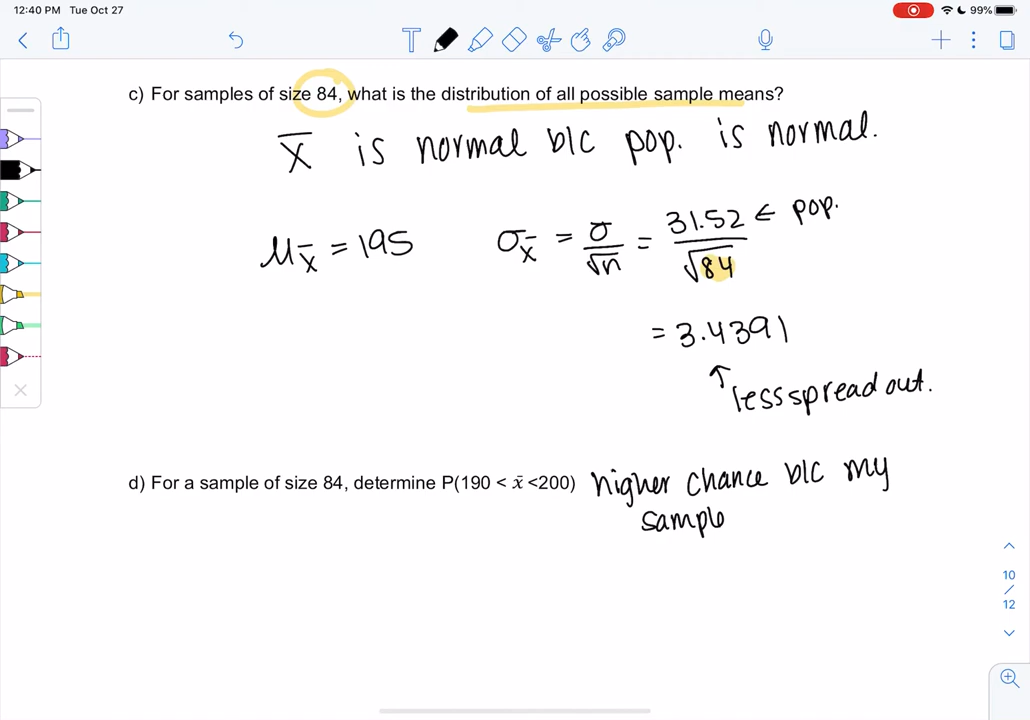 12:40 PM Tue Oct 27
99%
T
c) For samples of size 84, what is the distribution of all possible sample means?
x̄ is normal b/c pop. is normal.
μx̄ = 195 σx̄ = σ/√n = 31.52/√84 ← pop.
= 3.4391
↑ less spread out.
d) For a sample of size 84, determine P(190 < x̄ <200) higher chance b/c my
sample
10
/
12